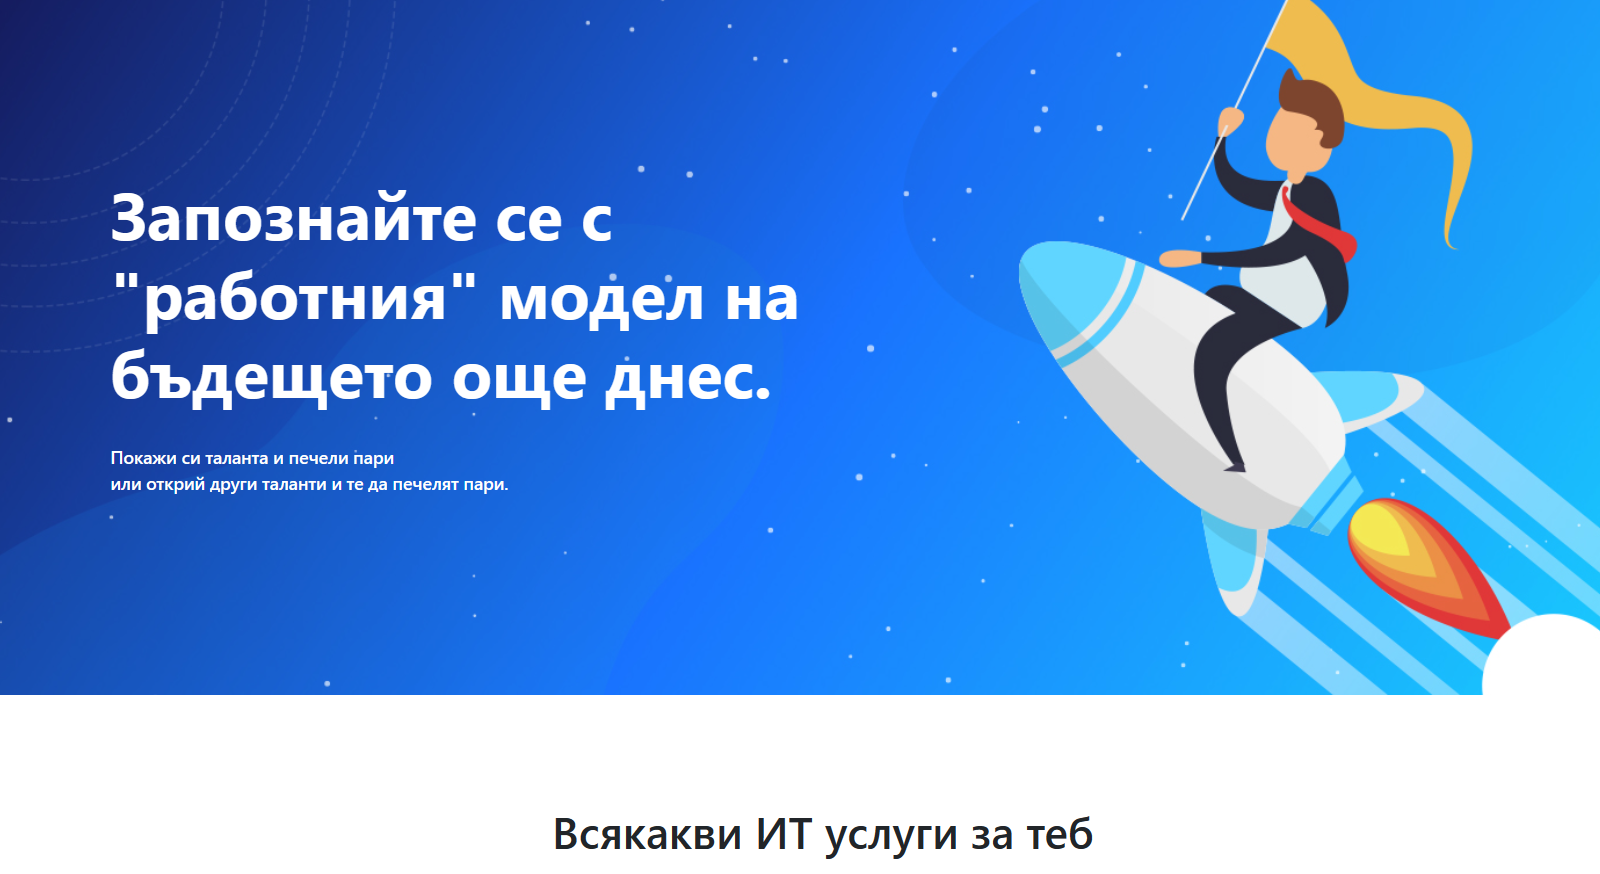 Запознайте се с
"работния" модел на
бъдещето още днес.
Покажи си таланта и печели пари
или открий други таланти и те да печелят пари.
Всякакви ИТ услуги за теб